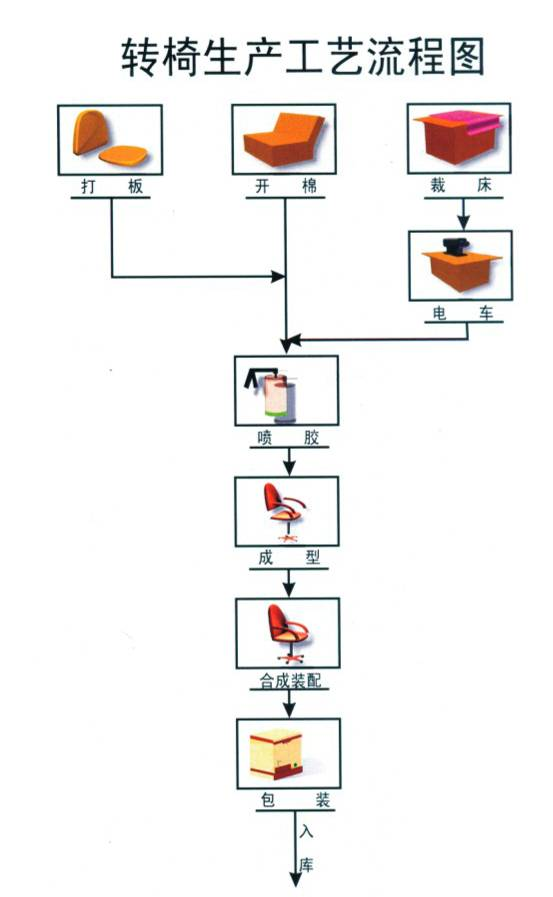 转椅生产工艺流程图
打 板
开 棉
裁 床
电 车
喷 胶
成 型
合成装配
包 装
入
库